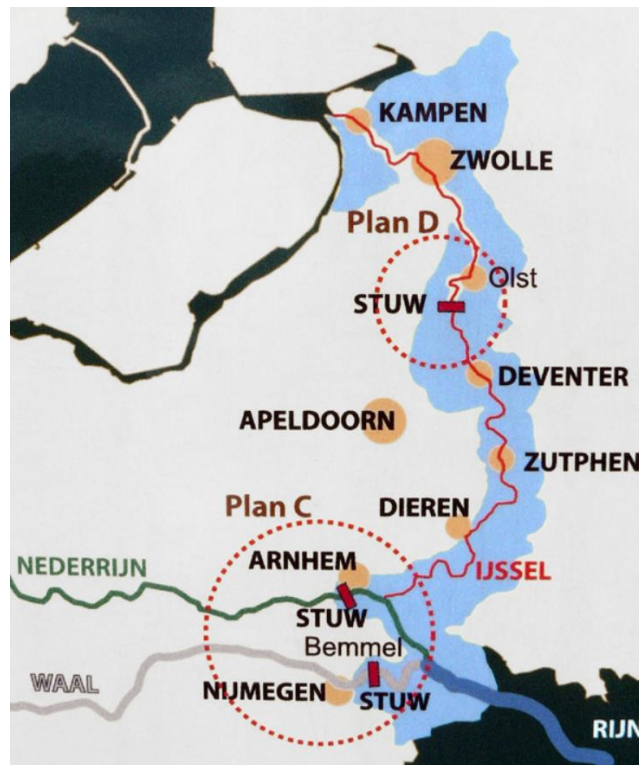 KAMPEN
ZWOLLE
Plan D
Olst
STUW
DEVENTER
APELDOORN
ZUTPHEN
Plan C
DIEREN
ARNHEM
NEDERRIJN
IJSSEL
STUW
Bemmel
WAAL
NIJMEGEN
STUW
RIJN